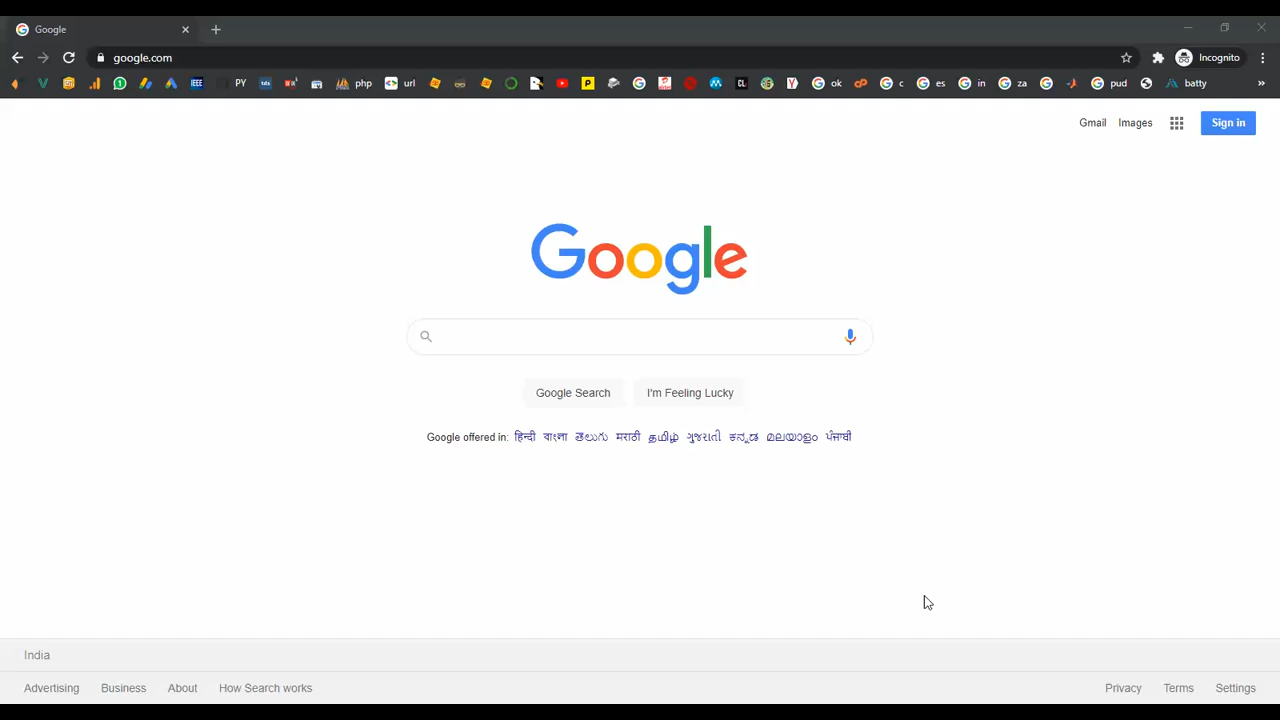 Google
google.com
Incognito
PY php url ok c es in za pud batty
Gmail Images Sign in
Google
Google Search I'm Feeling Lucky
Google offered in: हिन्दी বাংলা తెలుగు मराठी தமிழ் ગુજરાતી ಕನ್ನಡ മലയാളം ਪੰਜਾਬੀ
India
Advertising Business About How Search works Privacy Terms Settings